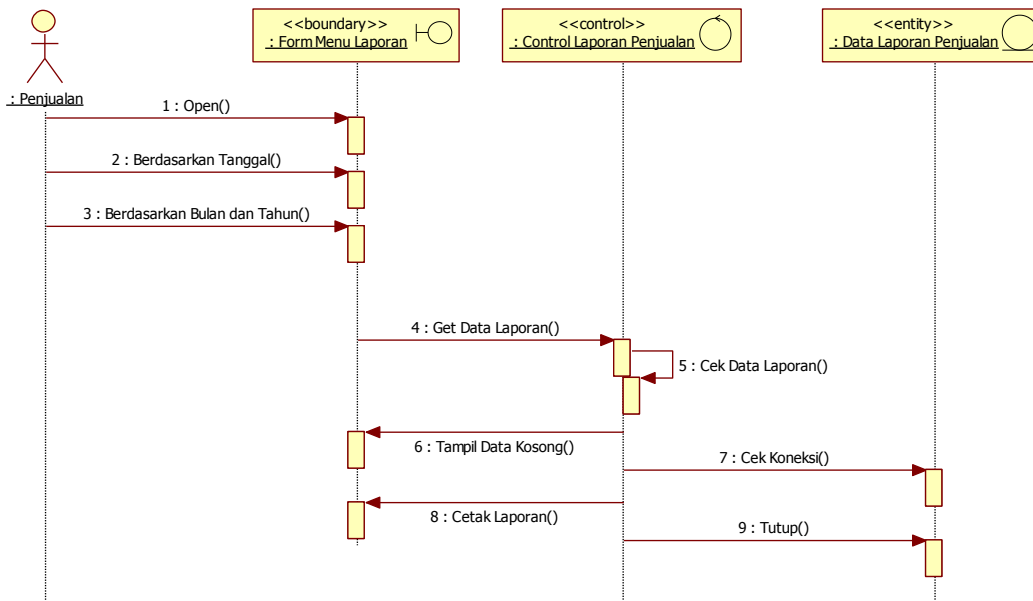 <<boundary>>
: Form Menu Laporan
<<control>>
: Control Laporan Penjualan
<<entity>>
: Data Laporan Penjualan
: Penjualan
1 : Open()
2 : Berdasarkan Tanggal()
3 : Berdasarkan Bulan dan Tahun()
4 : Get Data Laporan()
5 : Cek Data Laporan()
6 : Tampil Data Kosong()
7 : Cek Koneksi()
8 : Cetak Laporan()
9 : Tutup()